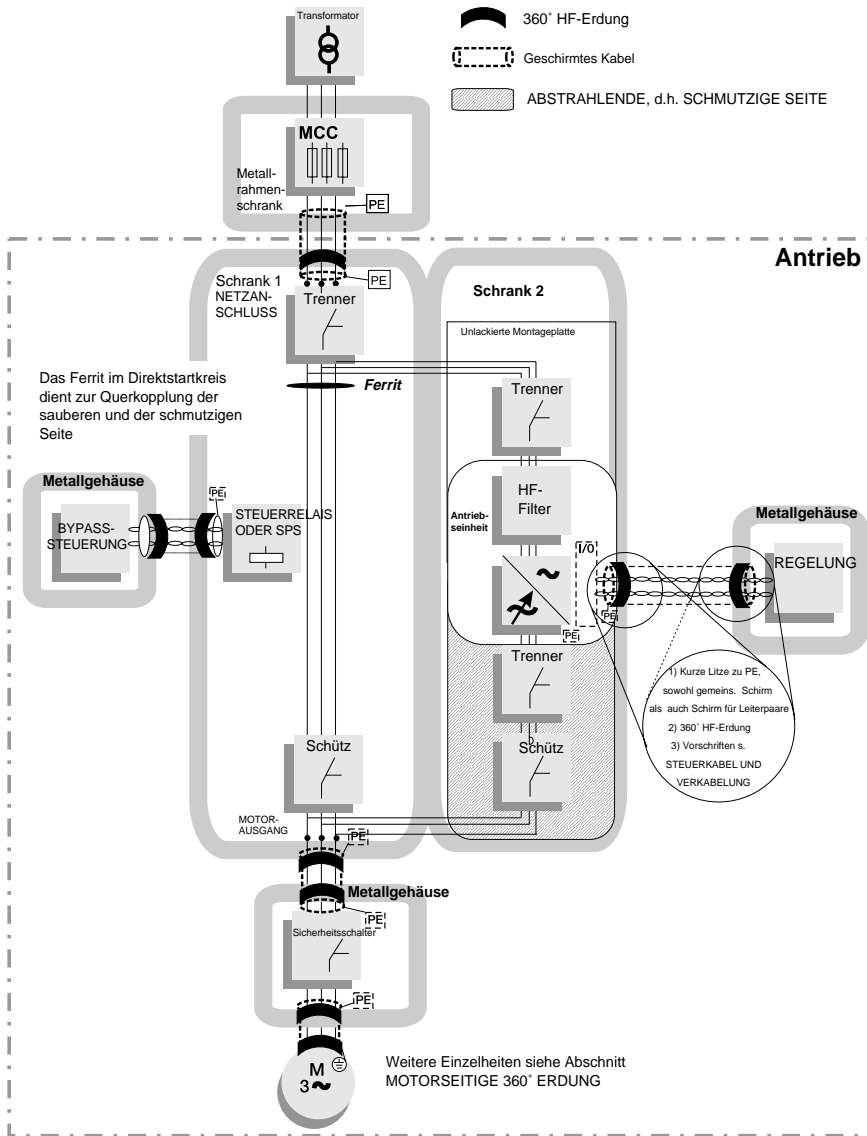 Transformator
360° HF-Erdung
Geschirmtes Kabel
ABSTRAHLENDE, d.h. SCHMUTZIGE SEITE
MCC
Metall-
rahmen-
schrank
PE
Antrieb
Schrank 1
NETZAN-
SCHLUSS
PE
Trenner
Schrank 2
Unlackierte Montageplatte
Das Ferrit im Direktstartkreis
dient zur Querkopplung der
sauberen und der schmutzigen
Seite
Ferrit
Trenner
Metallgehäuse
BYPASS-
STEUERUNG
PE
STEUERRELAIS
ODER SPS
HF-
Filter
Antrieb-
seinheit
I/O
PE
PE
Metallgehäuse
REGELUNG
Trenner
1) Kurze Litze zu PE,
sowohl gemeins. Schirm
als auch Schirm für Leiterpaare
2) 360° HF-Erdung
3) Vorschriften s.
STEUERKABEL UND
VERKABELUNG
Schütz
Schütz
MOTOR-
AUSGANG
PE
Metallgehäuse
PE
Sicherheitsschalter
PE
M
3
Weitere Einzelheiten siehe Abschnitt
MOTORSEITIGE 360° ERDUNG